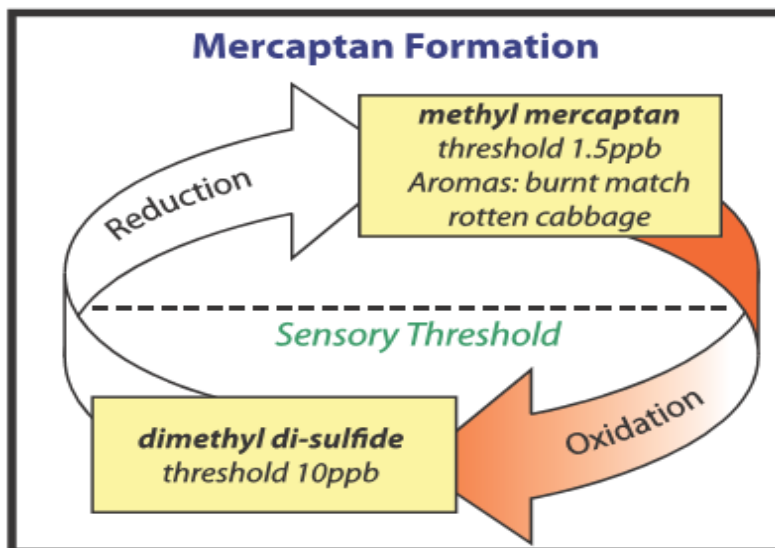 Mercaptan Formation
methyl mercaptan
threshold 1.5ppb
Aromas: burnt match
rotten cabbage
Reduction
Sensory Threshold
dimethyl di-sulfide
threshold 10ppb
Oxidation